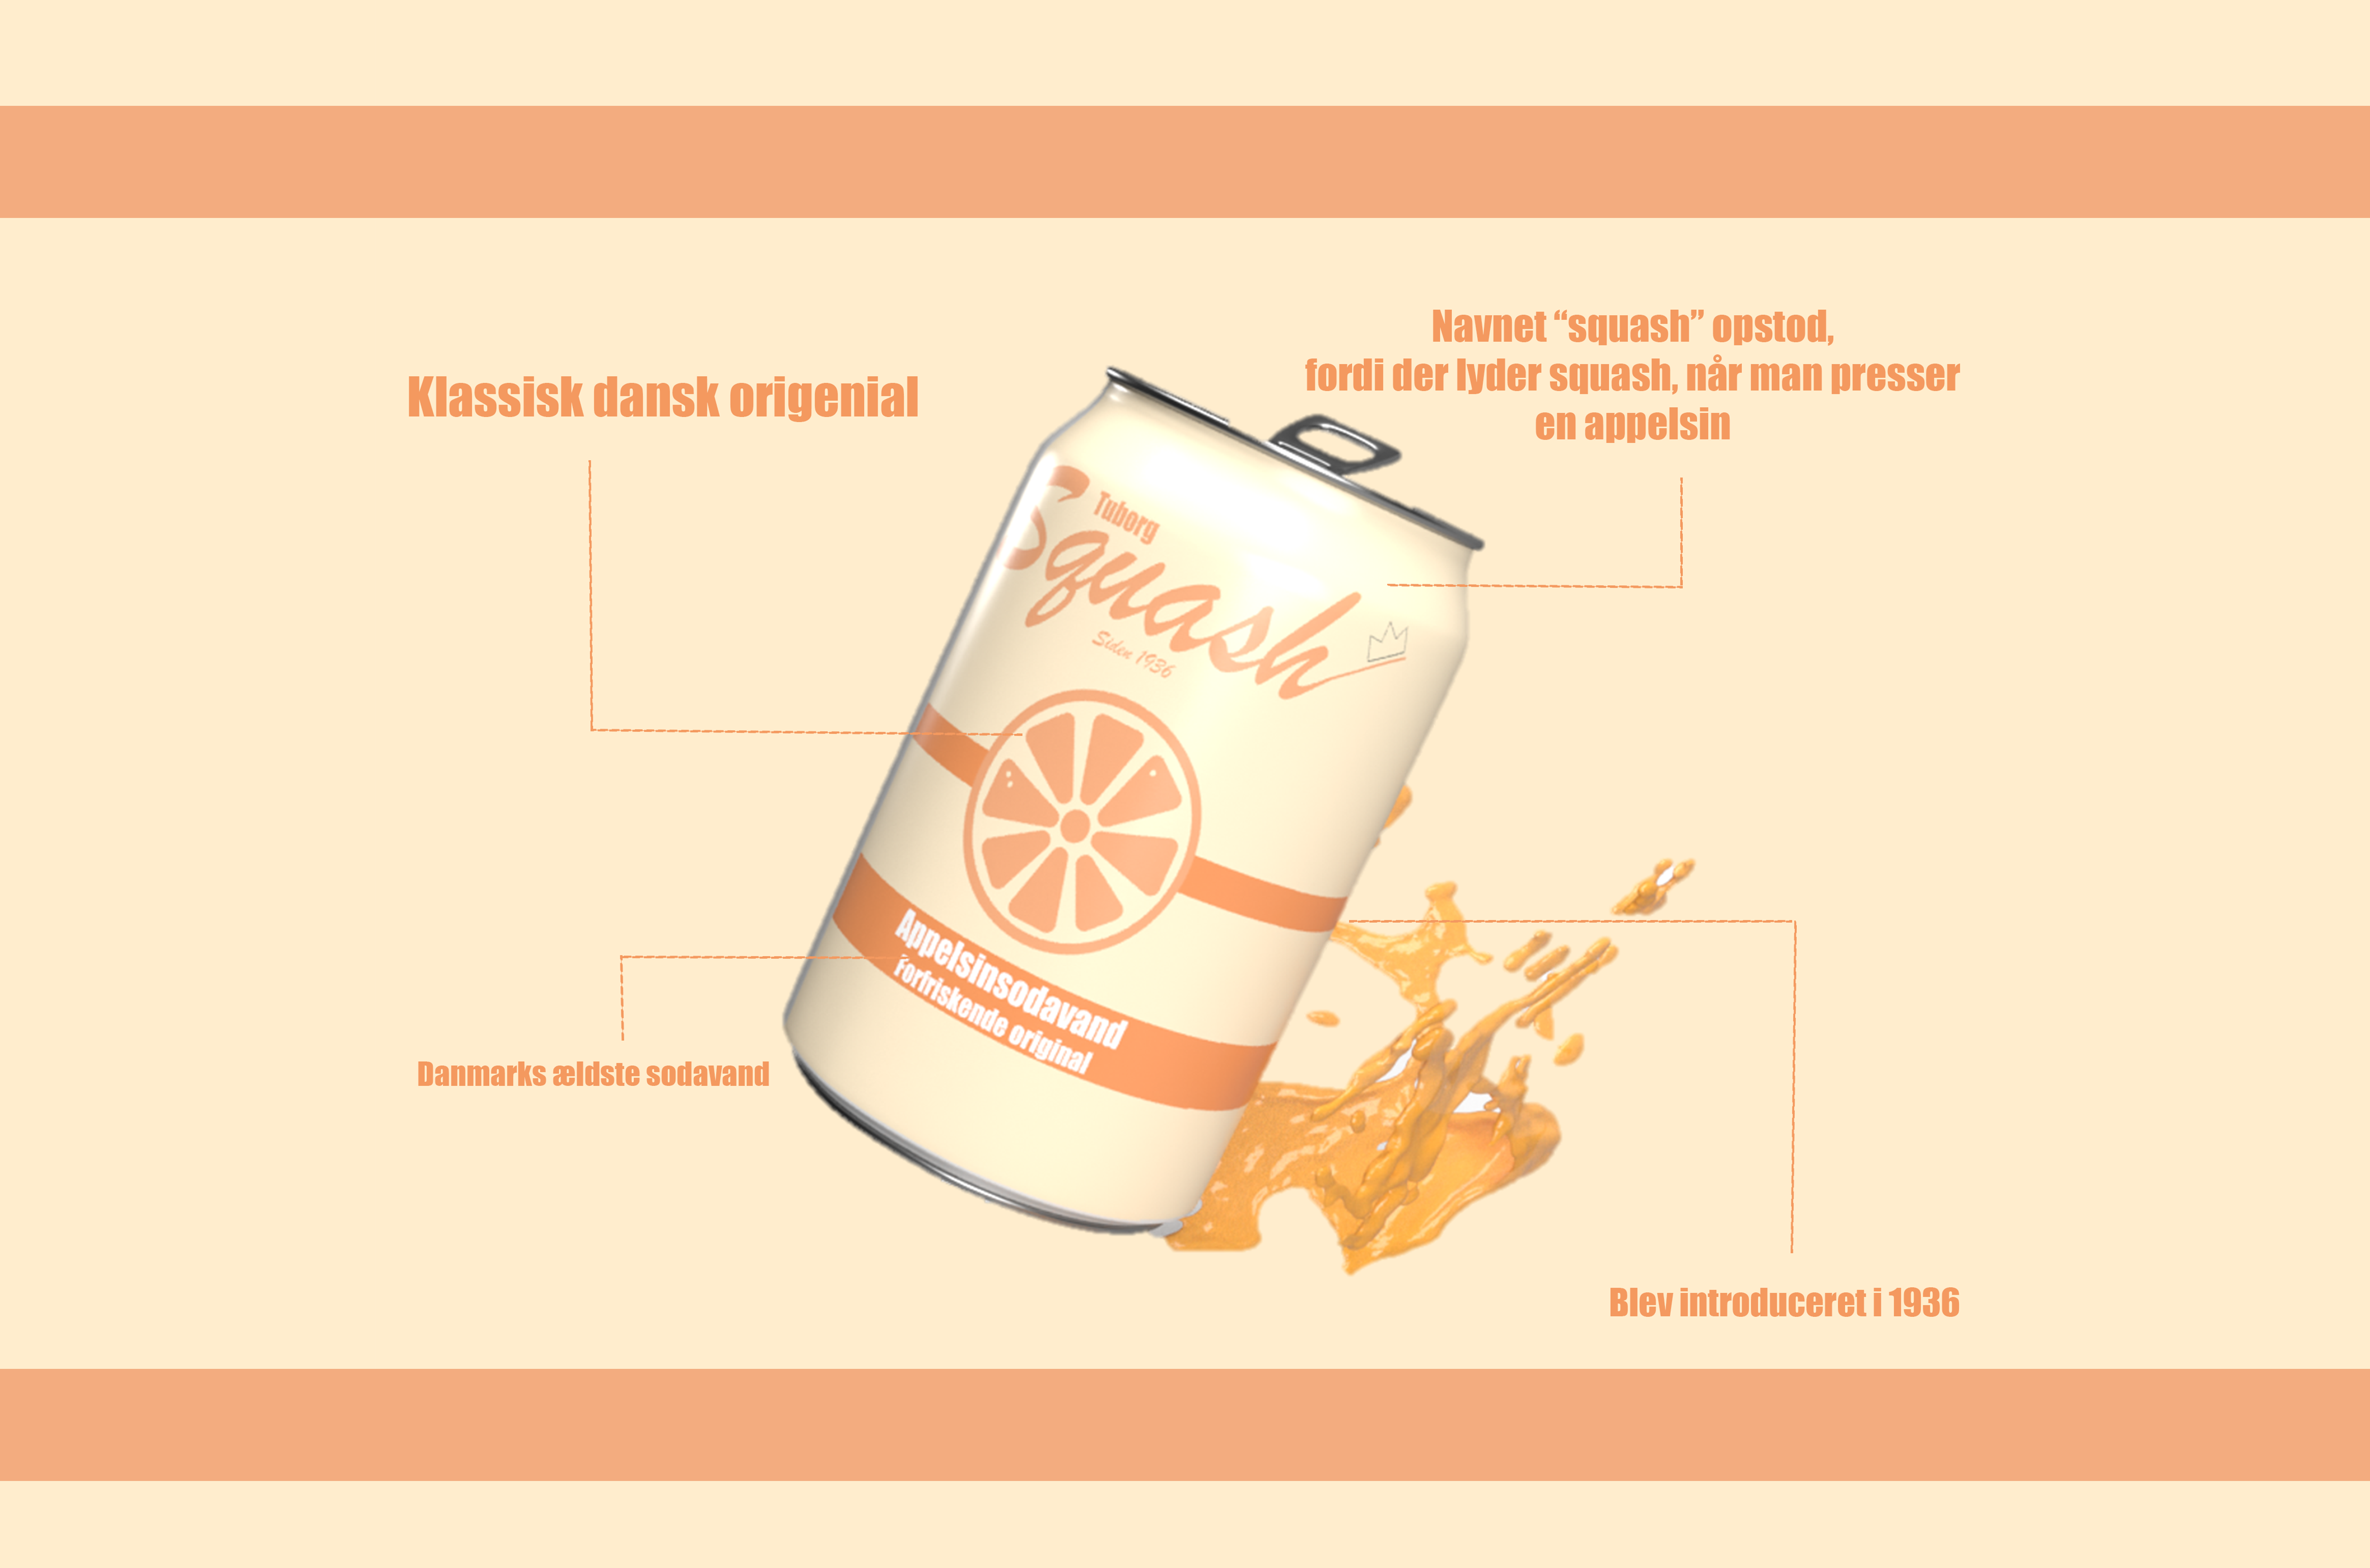 Navnet “squash” opstod,
fordi der lyder squash, når man presser
en appelsin
Klassisk dansk origenial
Tuborg
Squash
Siden 1936
Appelsinsodavand
Forfriskende original
Danmarks ældste sodavand
Blev introduceret i 1936